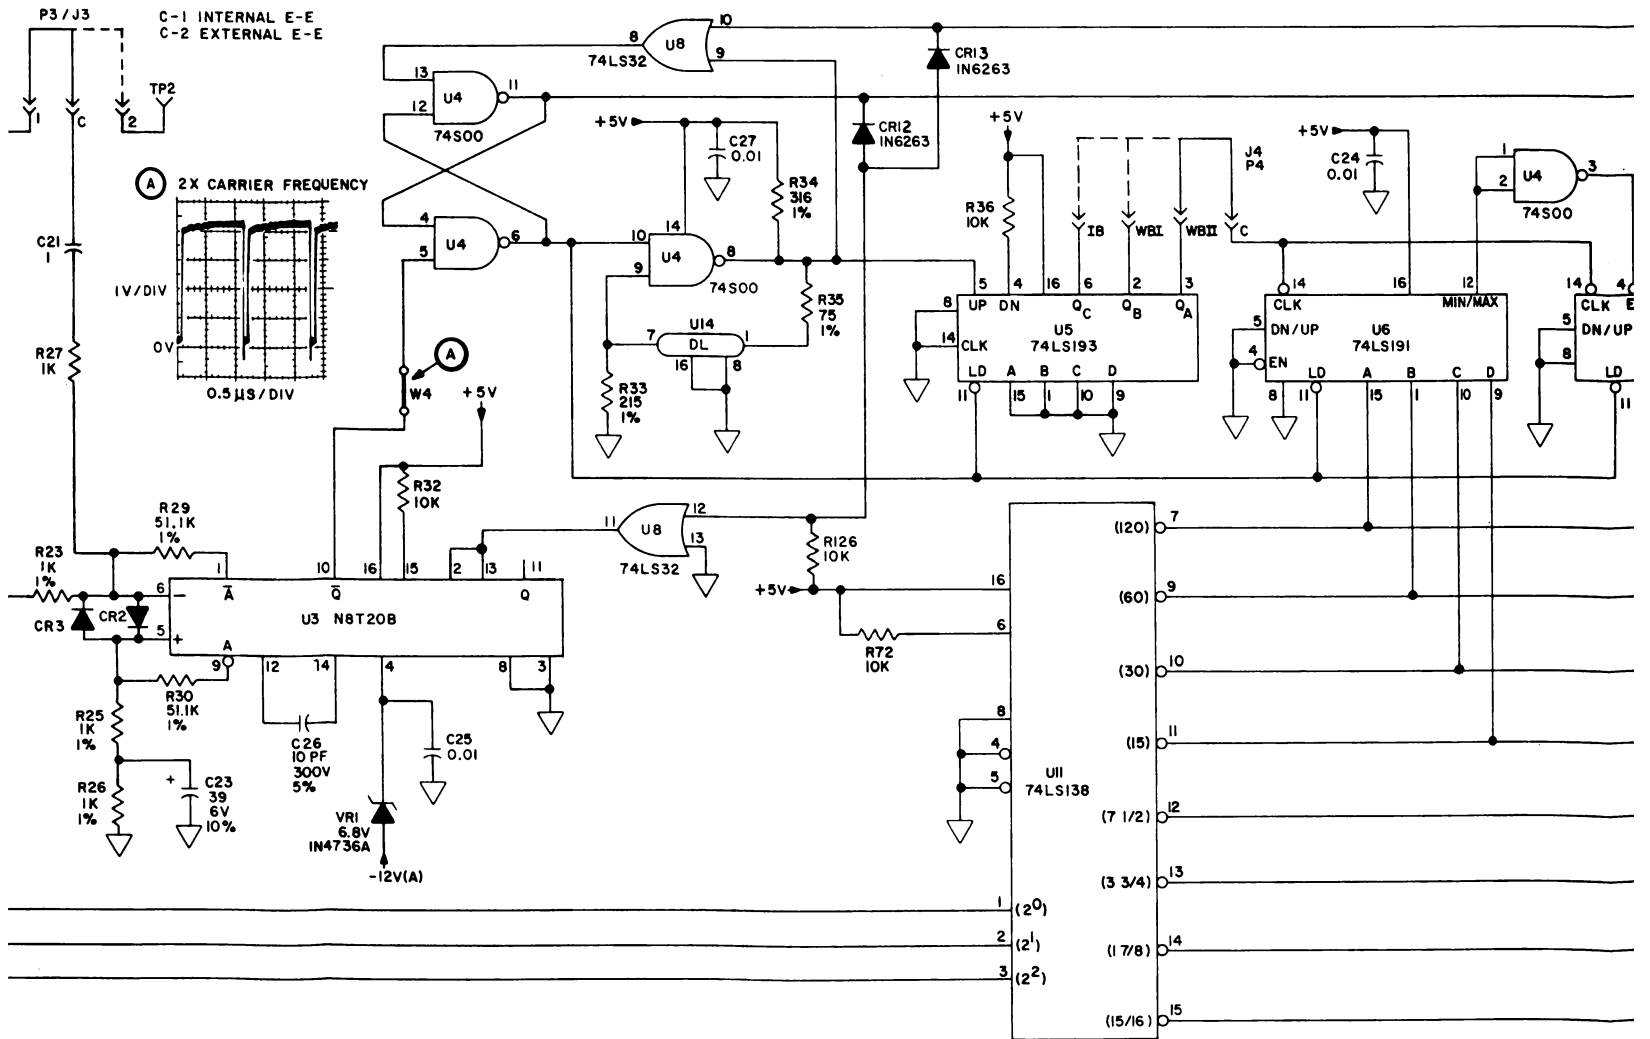 P3/J3
C-1 INTERNAL E-E
C-2 EXTERNAL E-E
1
C
2
TP2
A 2X CARRIER FREQUENCY
1V/DIV
0V
0.5µS/DIV
C21
1
R27
1K
13
12
U4
11
74S00
8
U8
10
9
74LS32
CR13
IN6263
CR12
IN6263
4
5
U4
6
+5V
C27
0.01
R34
316
1%
14
10
9
U4
8
74S00
R35
75
1%
U14
7
DL
1
16
8
R33
215
1%
A
W4
+5V
+5V
R36
10K
IB
WBI
WBII
C
J4
P4
5
4
16
6
2
3
UP
DN
QC
QB
QA
8
14
CLK
U5
74LS193
LD
A
B
C
D
11
15
1
10
9
+5V
C24
0.01
14
16
12
CLK
MIN/MAX
5
DN/UP
4
EN
U6
74LS191
LD
A
B
C
D
8
11
15
1
10
9
1
2
U4
3
74S00
14
4
CLK
E
5
DN/UP
8
LD
11
R32
10K
R29
51.1K
1%
R23
1K
1%
CR3
CR2
1
10
16
15
2
13
11
A
Q
Q
6
−
5
+
U3 N8T20B
A
9
12
14
4
8
3
R30
51.1K
1%
R25
1K
1%
R26
1K
1%
+
C23
39
6V
10%
C26
10 PF
300V
5%
C25
0.01
VR1
6.8V
IN4736A
-12V(A)
11
U8
12
13
74LS32
R126
10K
+5V
R72
10K
16
6
8
4
5
U11
74LS138
(120) 7
(60) 9
(30) 10
(15) 11
(7 1/2) 12
(3 3/4) 13
(1 7/8) 14
(15/16) 15
1 (2⁰)
2 (2¹)
3 (2²)